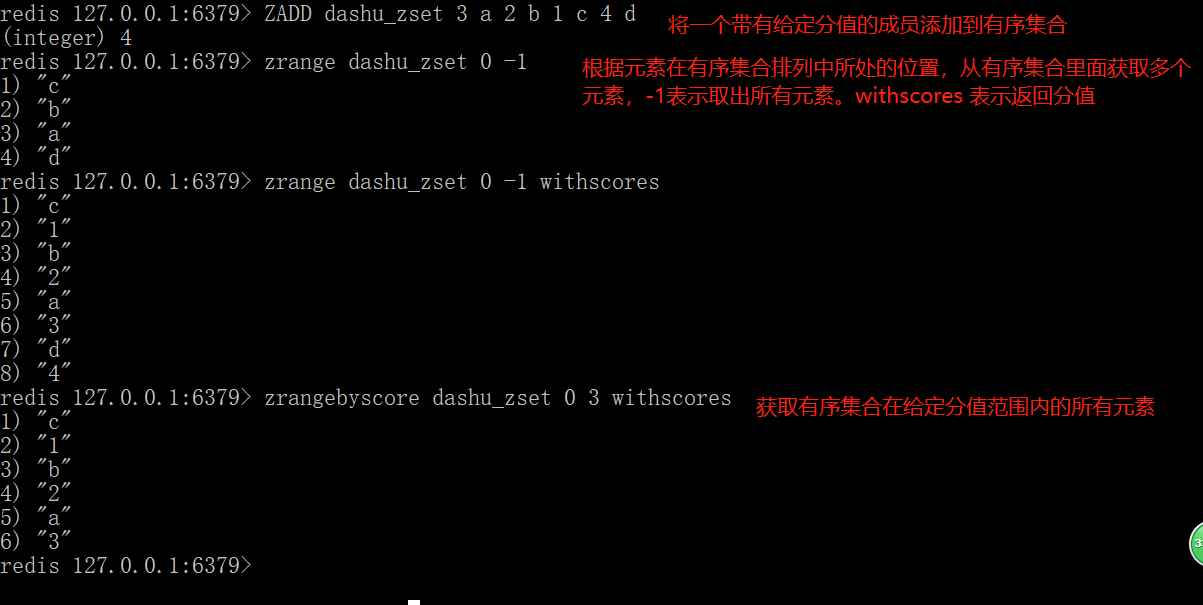 redis 127.0.0.1:6379> ZADD dashu_zset 3 a 2 b 1 c 4 d
将一个带有给定分值的成员添加到有序集合
(integer) 4
redis 127.0.0.1:6379> zrange dashu_zset 0 -1
根据元素在有序集合排列中所处的位置，从有序集合里面获取多个
元素，-1表示取出所有元素。withscores 表示返回分值
1) "c"
2) "b"
3) "a"
4) "d"
redis 127.0.0.1:6379> zrange dashu_zset 0 -1 withscores
1) "c"
2) "1"
3) "b"
4) "2"
5) "a"
6) "3"
7) "d"
8) "4"
redis 127.0.0.1:6379> zrangebyscore dashu_zset 0 3 withscores
获取有序集合在给定分值范围内的所有元素
1) "c"
2) "1"
3) "b"
4) "2"
5) "a"
6) "3"
redis 127.0.0.1:6379>